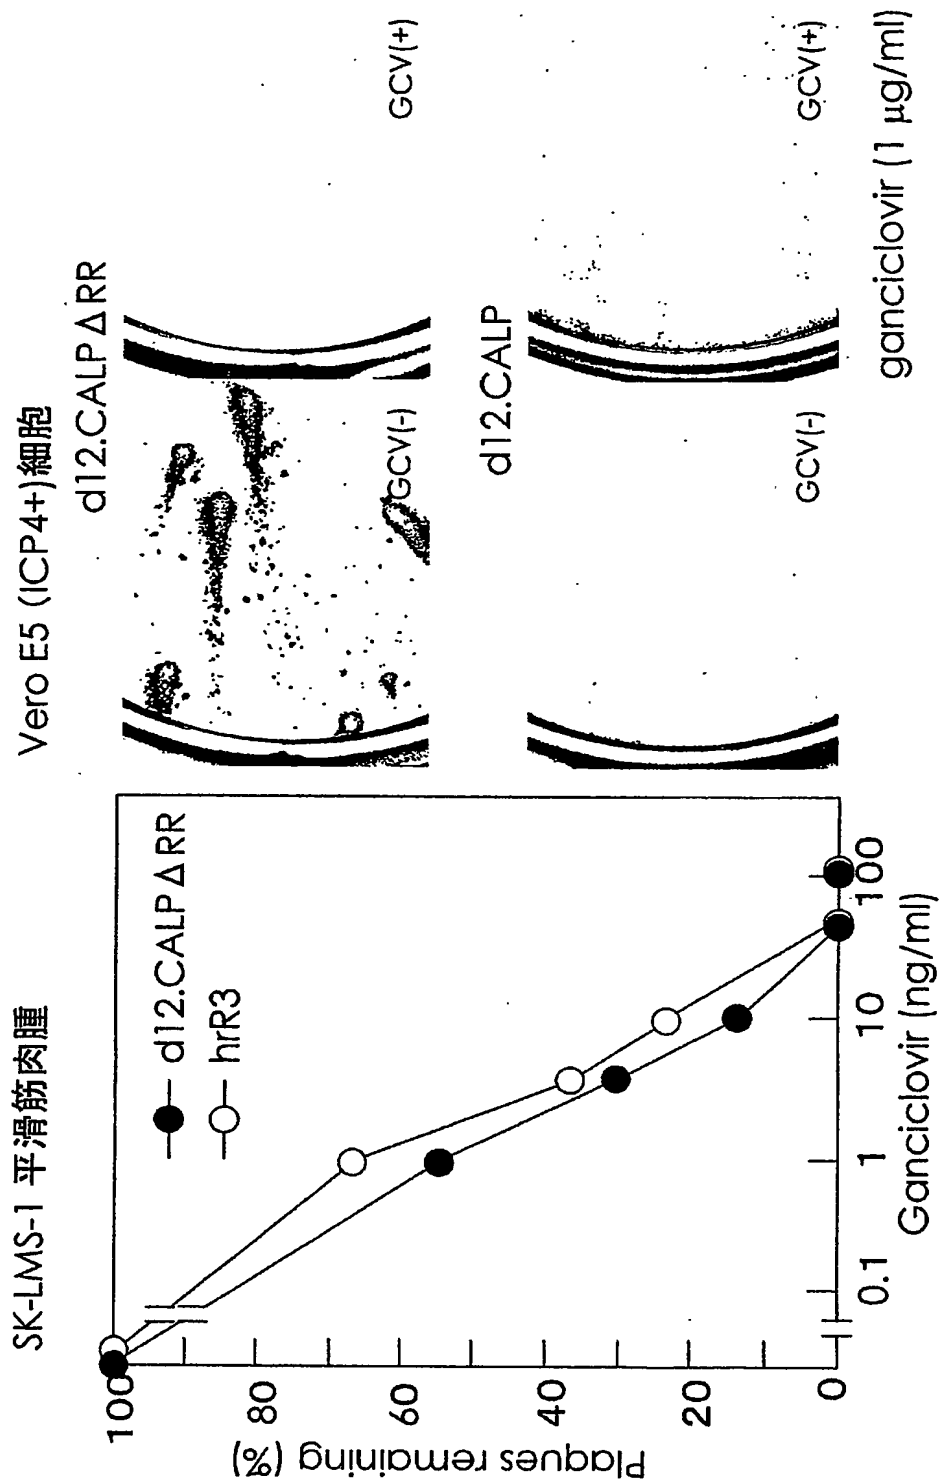 SK-LMS-1 平滑筋肉腫
d12.CALPΔRR
hrR3
Plaques remaining (%)
100
80
60
40
20
0
0.1
1
10
100
Ganciclovir (ng/ml)
Vero E5 (ICP4+)細胞
d12.CALPΔRR
GCV(-)
GCV(+)
d12.CALP
GCV(-)
GCV(+)
ganciclovir (1 µg/ml)